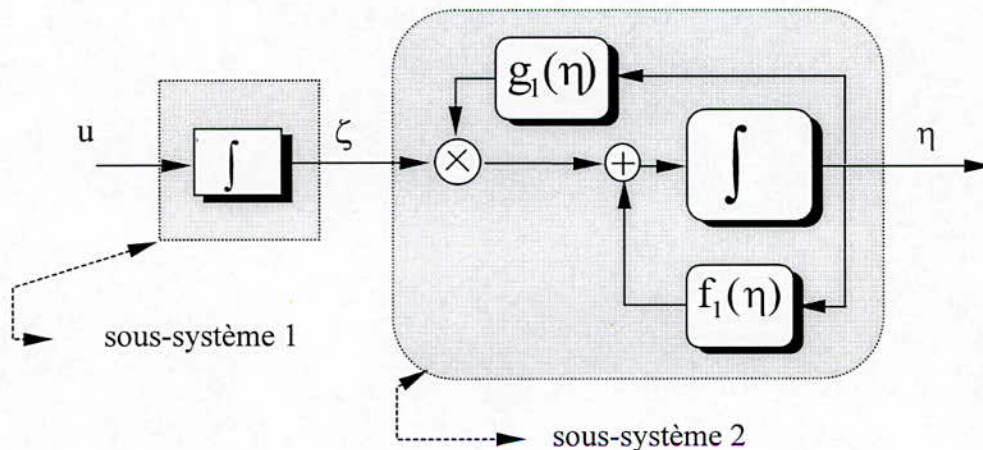 g₁(η)
u
∫
ζ
×
+
∫
η
f₁(η)
sous-système 1
sous-système 2